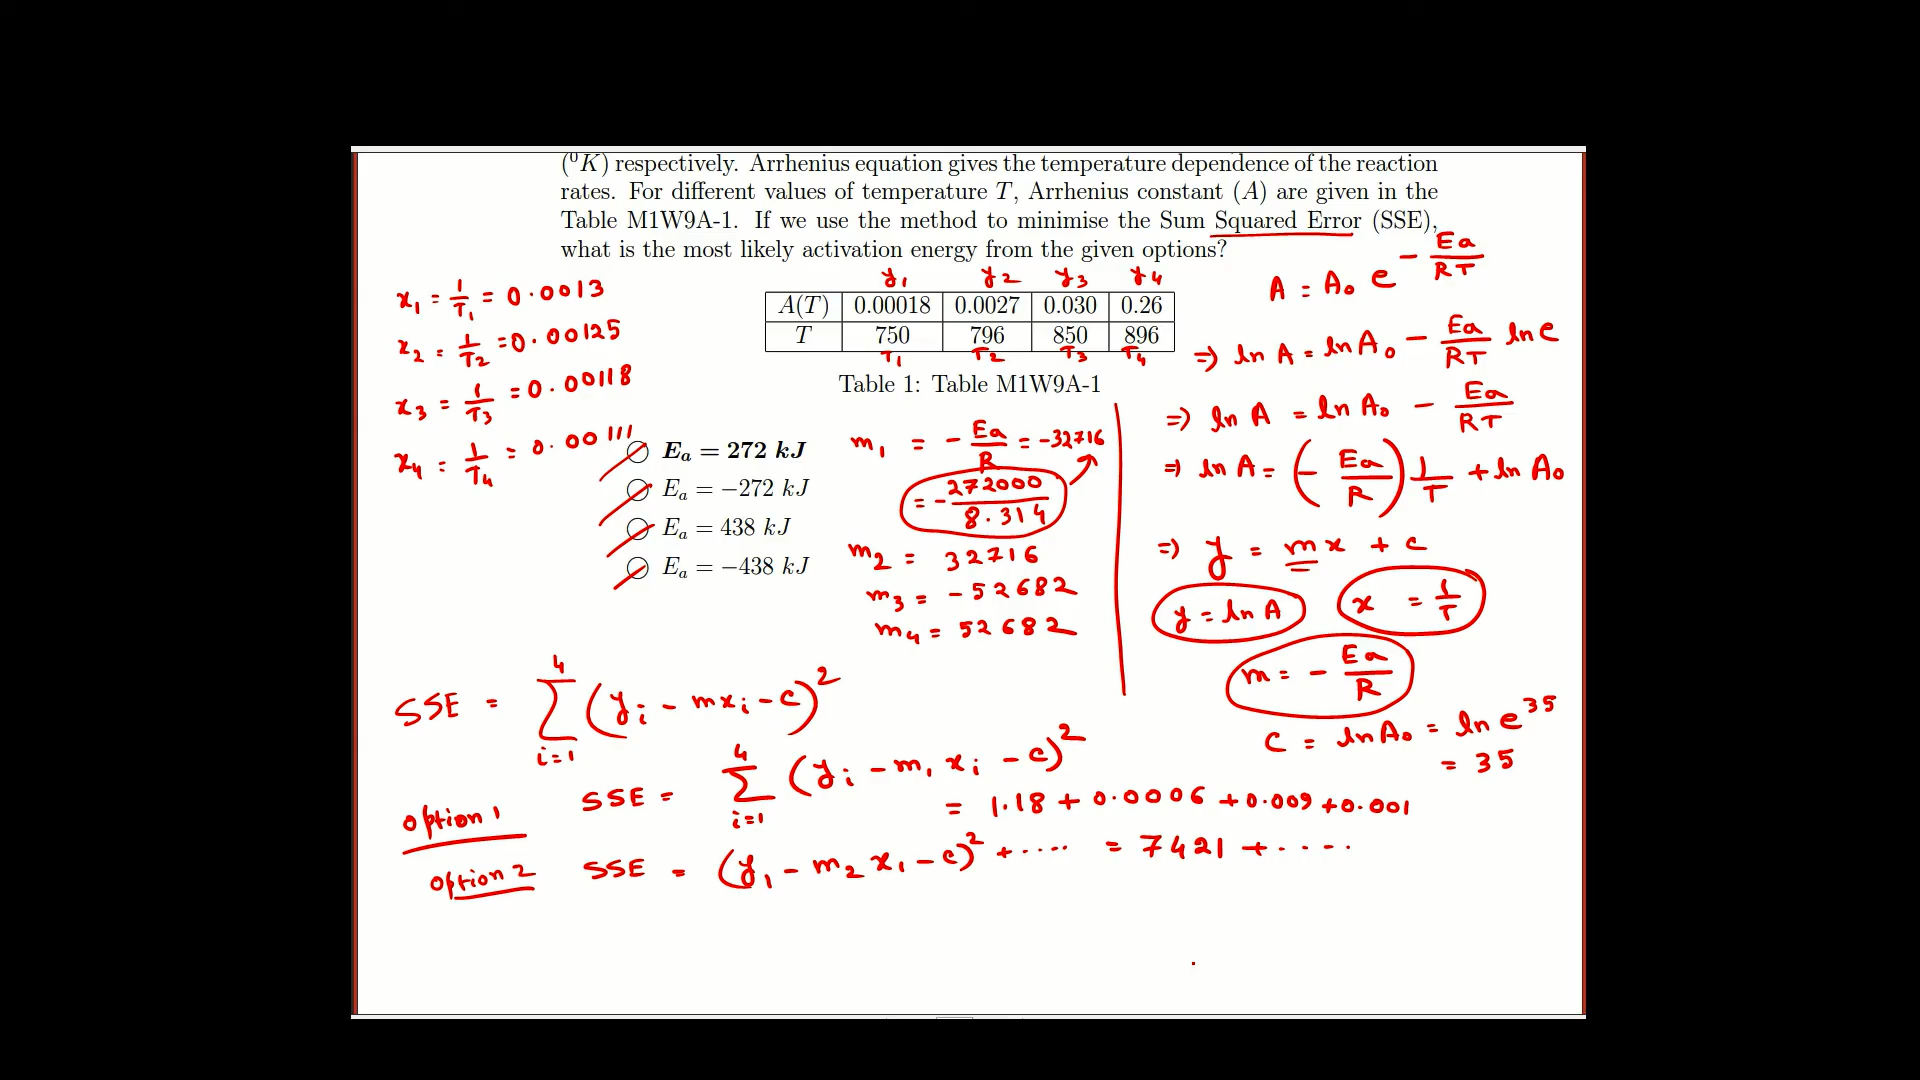 (⁰K) respectively. Arrhenius equation gives the temperature dependence of the reaction
rates. For different values of temperature T, Arrhenius constant (A) are given in the
Table M1W9A-1. If we use the method to minimise the Sum Squared Error (SSE),
what is the most likely activation energy from the given options?
y₁ y₂ y₃ y₄
A(T) 0.00018 0.0027 0.030 0.26
T 750 796 850 896
T₁ T₂ T₃ T₄
Table 1: Table M1W9A-1
x₁ = 1/T₁ = 0.0013
x₂ = 1/T₂ = 0.00125
x₃ = 1/T₃ = 0.00118
x₄ = 1/T₄ = 0.00111
Eₐ = 272 kJ
Eₐ = −272 kJ
Eₐ = 438 kJ
Eₐ = −438 kJ
m₁ = - Ea/R = -32716
= - 272000/8.314
m₂ = 32716
m₃ = - 52682
m₄ = 52682
A = A₀ e^(- Ea/RT)
⇒ ln A = ln A₀ - Ea/RT ln e
⇒ ln A = ln A₀ - Ea/RT
⇒ ln A = (- Ea/R) 1/T + ln A₀
⇒ y = mx + c
y = ln A x = 1/T
m = - Ea/R
c = ln A₀ = ln e³⁵
= 35
SSE = Σ_{i=1}^{4} (yᵢ - mxᵢ - c)²
option 1 SSE = Σ_{i=1}^{4} (yᵢ - m₁xᵢ - c)²
= 1.18 + 0.0006 + 0.009 + 0.001
option 2 SSE = (y₁ - m₂x₁ - c)² + .... = 7421 + ....